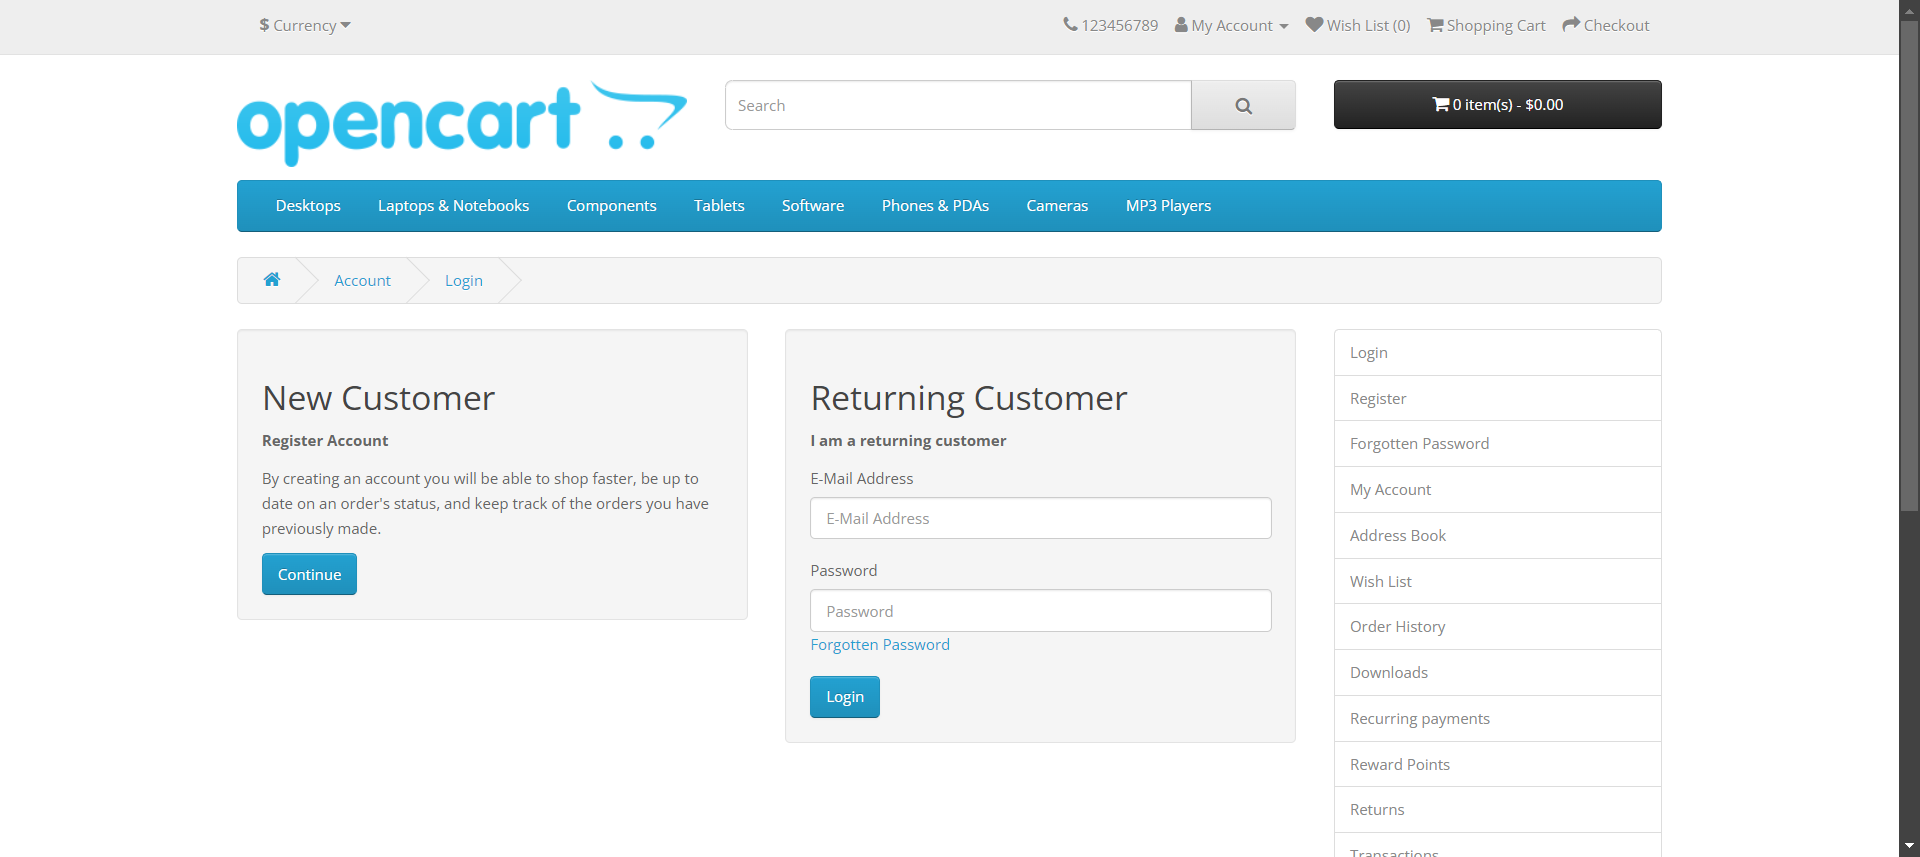 $ Currency
123456789 My Account Wish List (0) Shopping Cart Checkout
opencart
Search
0 item(s) - $0.00
Desktops Laptops & Notebooks Components Tablets Software Phones & PDAs Cameras MP3 Players
Account Login
New Customer
Register Account
By creating an account you will be able to shop faster, be up to
date on an order's status, and keep track of the orders you have
previously made.
Continue
Returning Customer
I am a returning customer
E-Mail Address
E-Mail Address
Password
Password
Forgotten Password
Login
Login
Register
Forgotten Password
My Account
Address Book
Wish List
Order History
Downloads
Recurring payments
Reward Points
Returns
Transactions